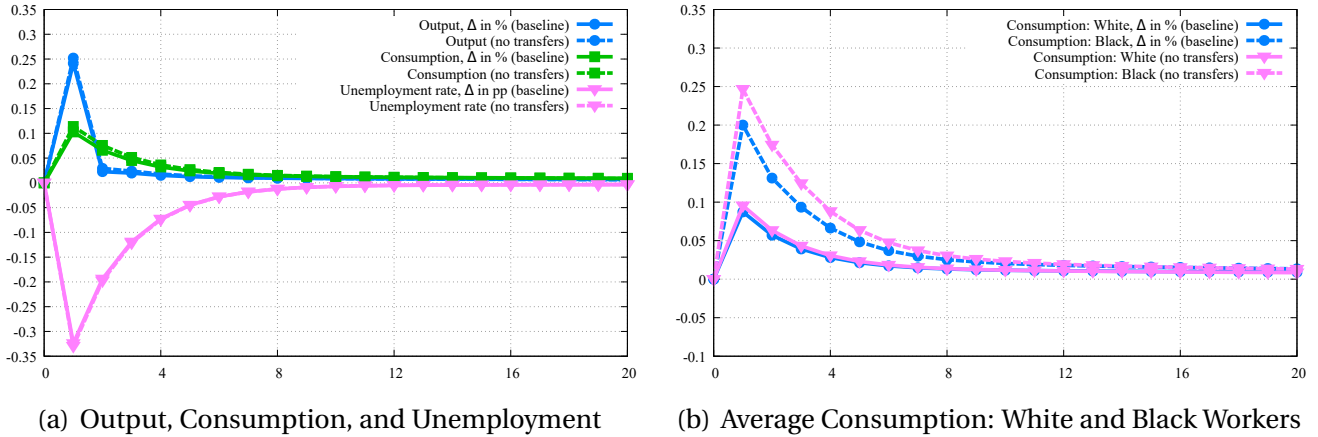 0.35
0.3
0.25
0.2
0.15
0.1
0.05
0
-0.05
-0.1
-0.15
-0.2
-0.25
-0.3
-0.35
0 4 8 12 16 20
Output, Δ in % (baseline)
Output (no transfers)
Consumption, Δ in % (baseline)
Consumption (no transfers)
Unemployment rate, Δ in pp (baseline)
Unemployment rate (no transfers)
(a) Output, Consumption, and Unemployment
0.35
0.3
0.25
0.2
0.15
0.1
0.05
0
-0.05
-0.1
0 4 8 12 16 20
Consumption: White, Δ in % (baseline)
Consumption: Black, Δ in % (baseline)
Consumption: White (no transfers)
Consumption: Black (no transfers)
(b) Average Consumption: White and Black Workers